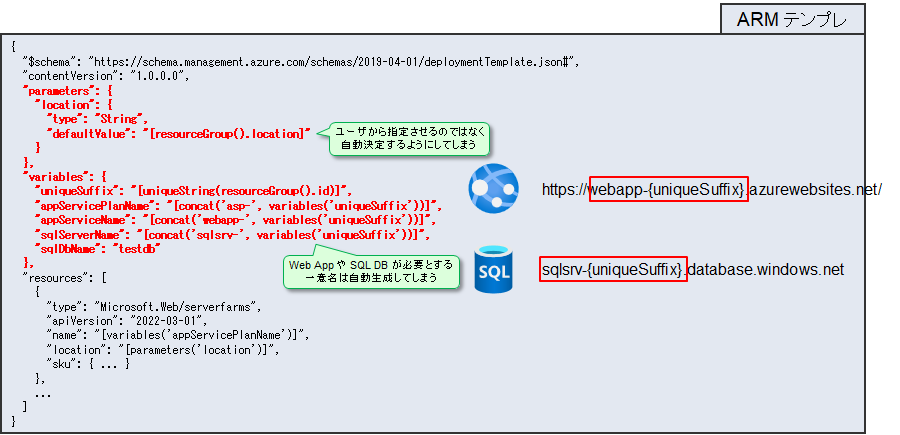 ARM テンプレ
{
  "$schema": "https://schema.management.azure.com/schemas/2019-04-01/deploymentTemplate.json#",
  "contentVersion": "1.0.0.0",
  "parameters": {
    "location": {
      "type": "String",
      "defaultValue": "[resourceGroup().location]"
    }
  },
ユーザから指定させるのではなく
自動決定するようにしてしまう
  "variables": {
    "uniqueSuffix": "[uniqueString(resourceGroup().id)]",
    "appServicePlanName": "[concat('asp-', variables('uniqueSuffix'))]",
    "appServiceName": "[concat('webapp-', variables('uniqueSuffix'))]",
    "sqlServerName": "[concat('sqlsrv-', variables('uniqueSuffix'))]",
    "sqlDbName": "testdb"
  },
Web App や SQL DB が必要とする
一意名は自動生成してしまう
https://webapp-{uniqueSuffix}.azurewebsites.net/
SQL
sqlsrv-{uniqueSuffix}.database.windows.net
  "resources": [
    {
      "type": "Microsoft.Web/serverfarms",
      "apiVersion": "2022-03-01",
      "name": "[variables('appServicePlanName')]",
      "location": "[parameters('location')]",
      "sku": { ... }
    },
    ...
  ]
}